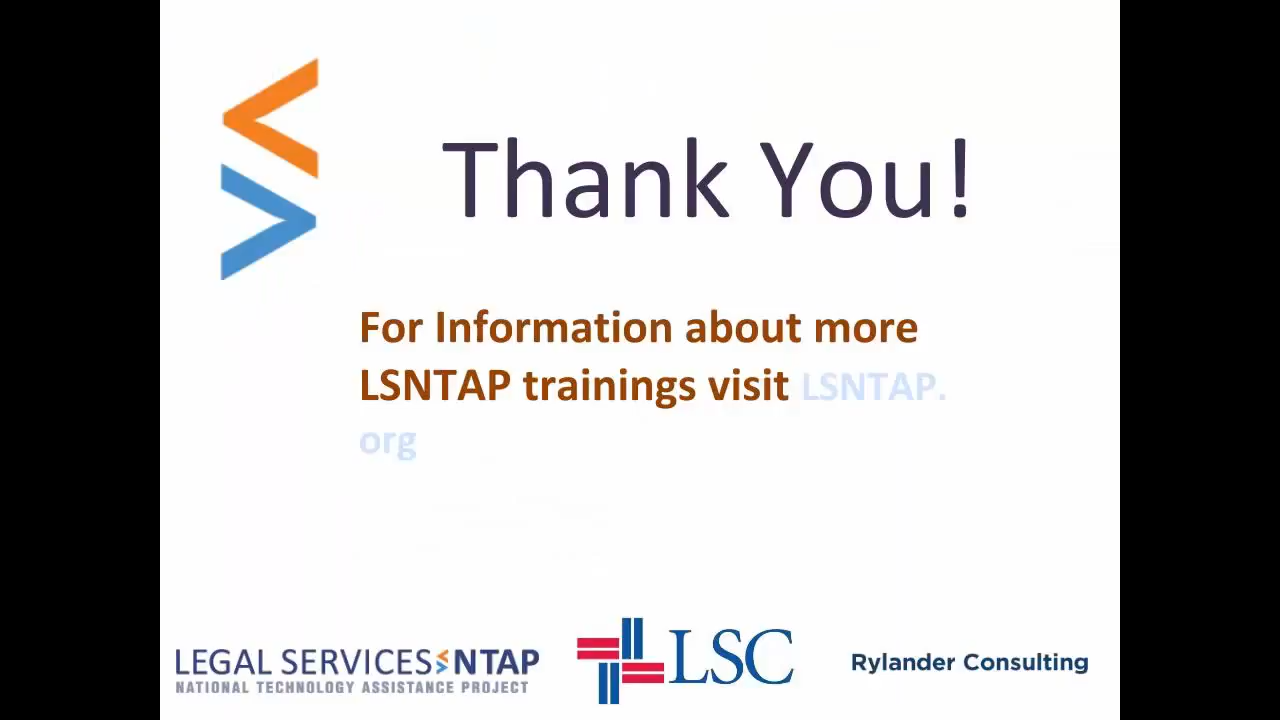 Thank You!
For Information about more
LSNTAP trainings visit LSNTAP.
org
LEGAL SERVICES NTAP
NATIONAL TECHNOLOGY ASSISTANCE PROJECT
LSC
Rylander Consulting